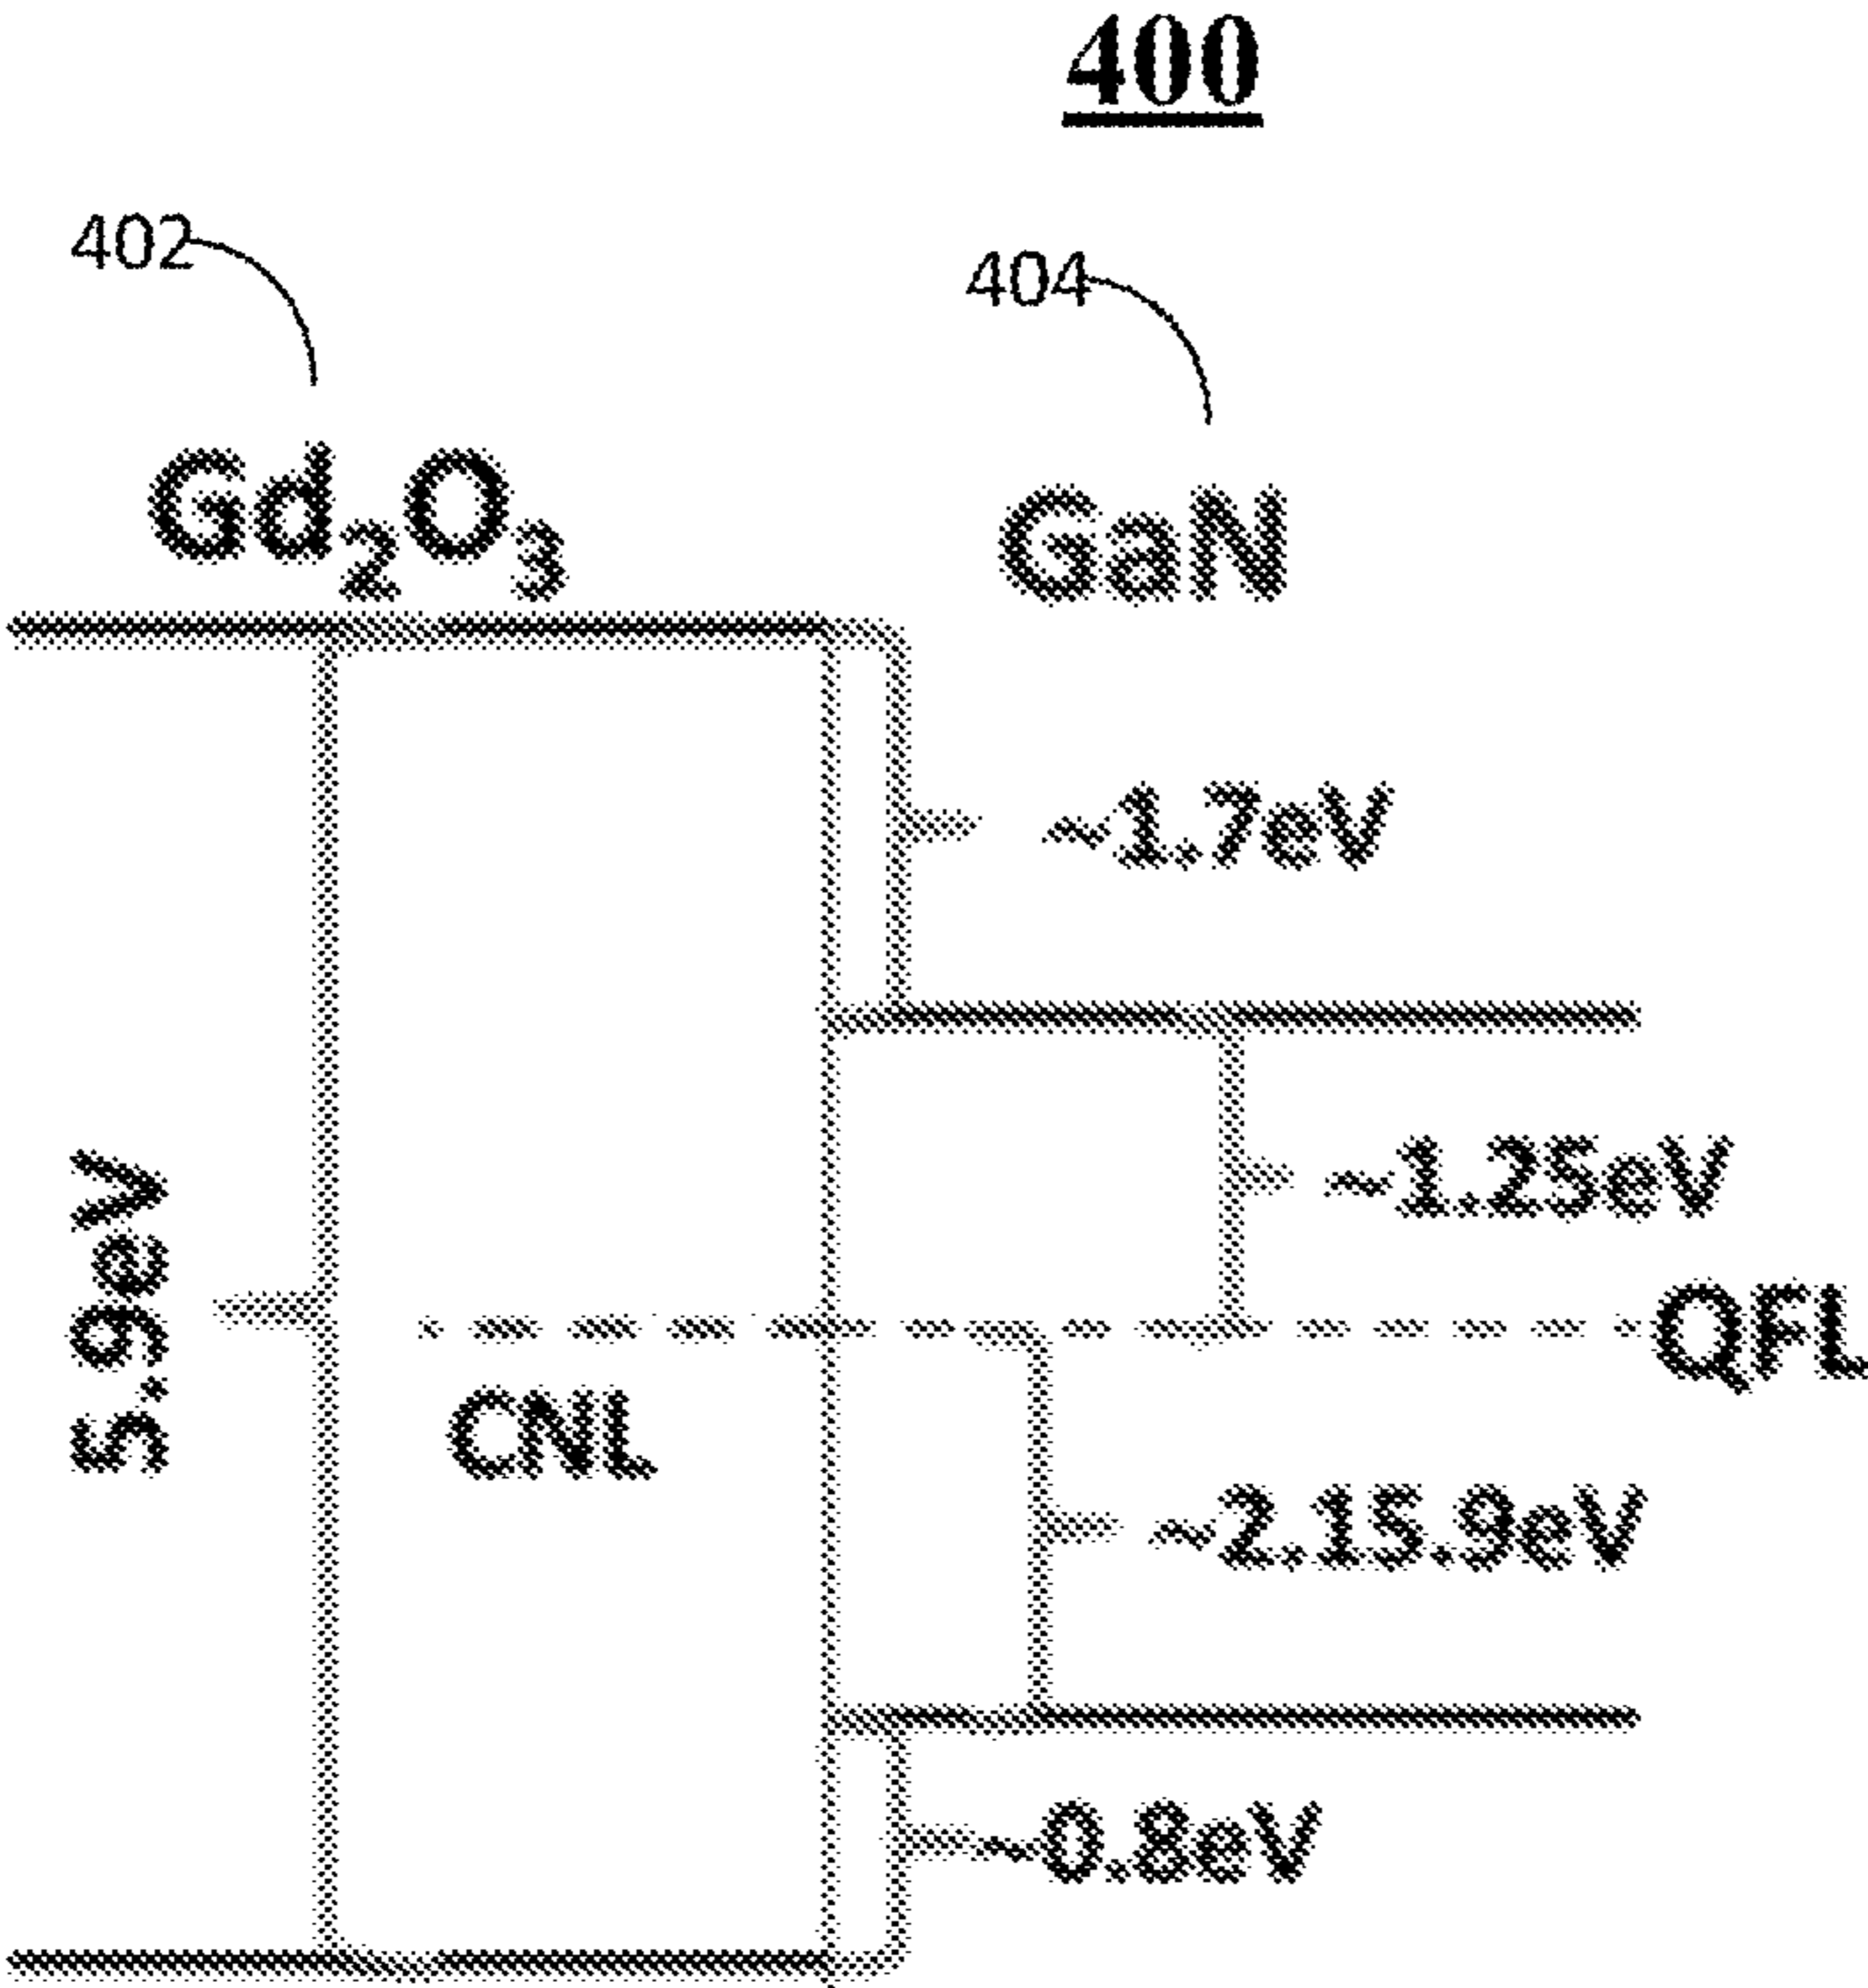 400
402
404
Gd₂O₃
GaN
~1.7eV
~1.25eV
5.9eV
QFL
CNL
~2.15.9eV
~0.8eV